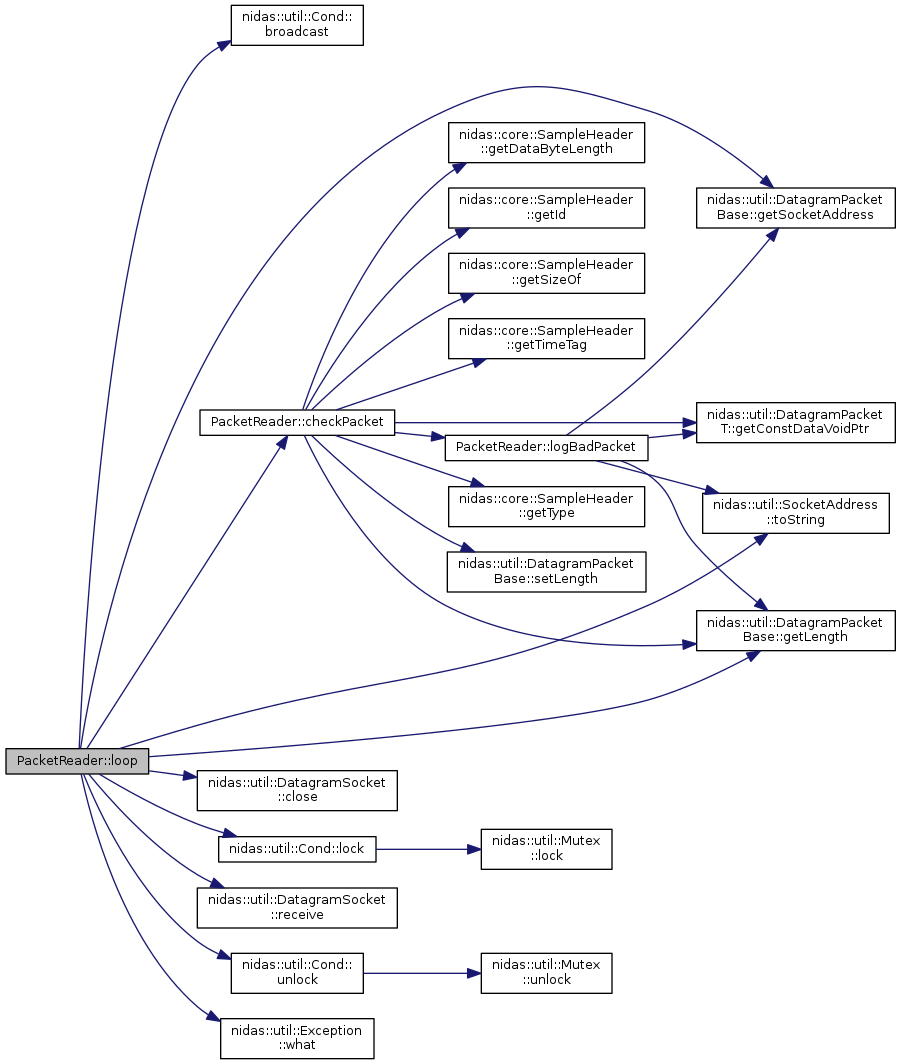 nidas::util::Cond::
broadcast
nidas::core::SampleHeader
::getDataByteLength
nidas::core::SampleHeader
::getId
nidas::util::DatagramPacket
Base::getSocketAddress
nidas::core::SampleHeader
::getSizeOf
nidas::core::SampleHeader
::getTimeTag
PacketReader::checkPacket
nidas::util::DatagramPacket
T::getConstDataVoidPtr
PacketReader::logBadPacket
nidas::core::SampleHeader
::getType
nidas::util::SocketAddress
::toString
nidas::util::DatagramPacket
Base::setLength
nidas::util::DatagramPacket
Base::getLength
PacketReader::loop
nidas::util::DatagramSocket
::close
nidas::util::Cond::lock
nidas::util::Mutex
::lock
nidas::util::DatagramSocket
::receive
nidas::util::Cond::
unlock
nidas::util::Mutex
::unlock
nidas::util::Exception
::what